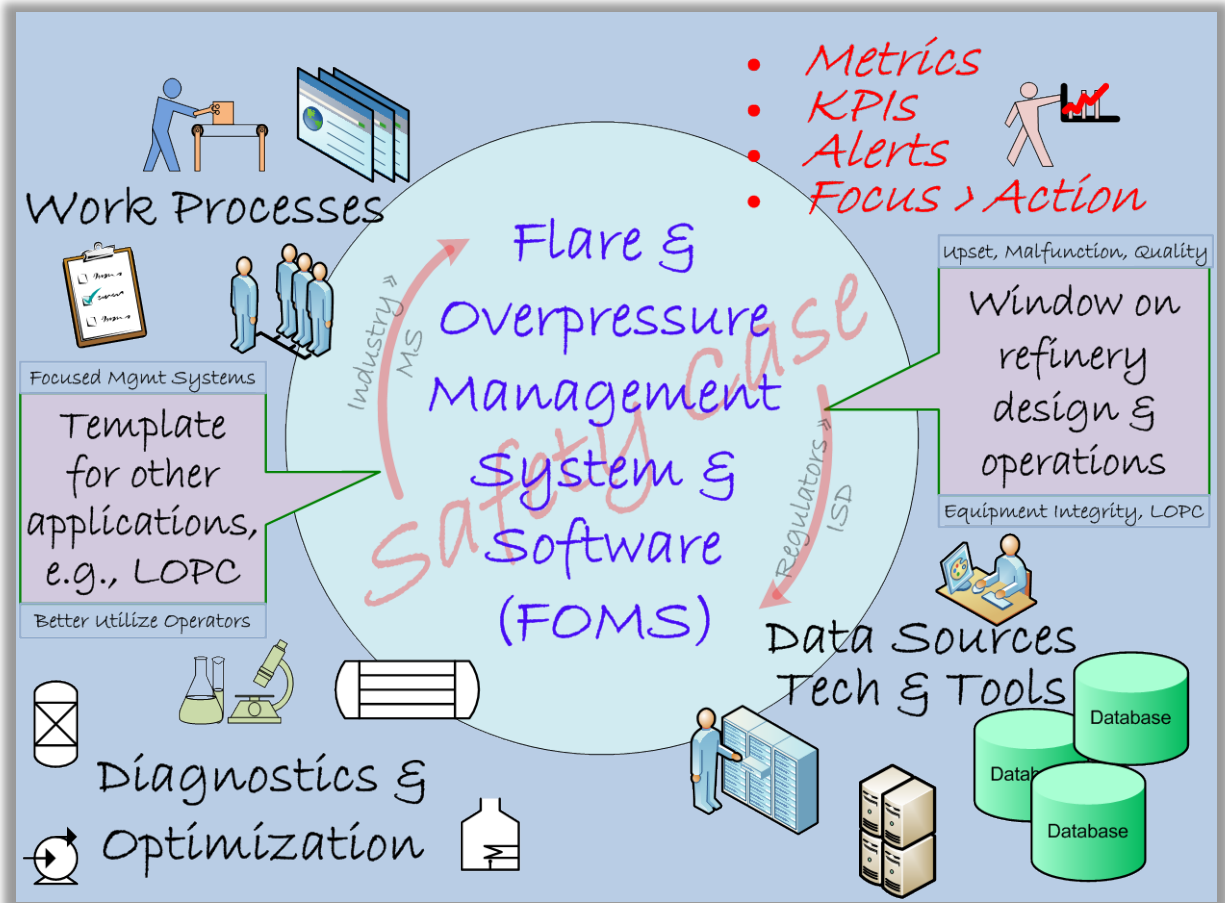 • Metrics
• KPIs
• Alerts
• Focus > Action
Work Processes
Flare &
Overpressure
Management
System &
Software
(FOMS)
Safety Case
Industry »
MS
Regulators »
ISD
Upset, Malfunction, Quality
Window on
refinery
design &
operations
Equipment Integrity, LOPC
Focused Mgmt Systems
Template
for other
applications,
e.g., LOPC
Better Utilize Operators
Data Sources
Tech & Tools
Database
Datab
Database
Diagnostics &
Optimization